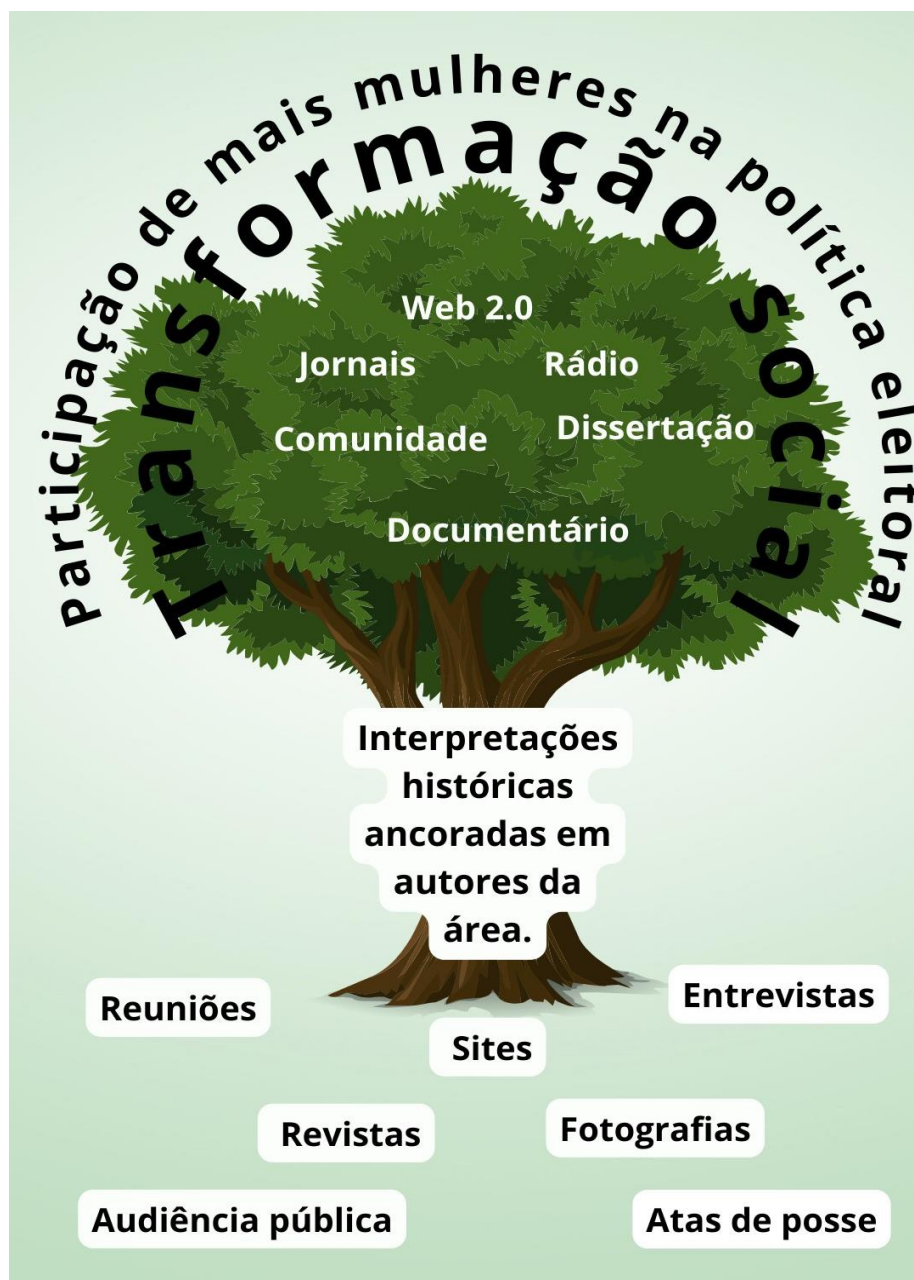 Participação de mais mulheres na política eleitoral
Transformação social
Web 2.0
Jornais
Rádio
Comunidade
Dissertação
Documentário
Interpretações
históricas
ancoradas em
autores da
área.
Reuniões
Entrevistas
Sites
Revistas
Fotografias
Audiência pública
Atas de posse